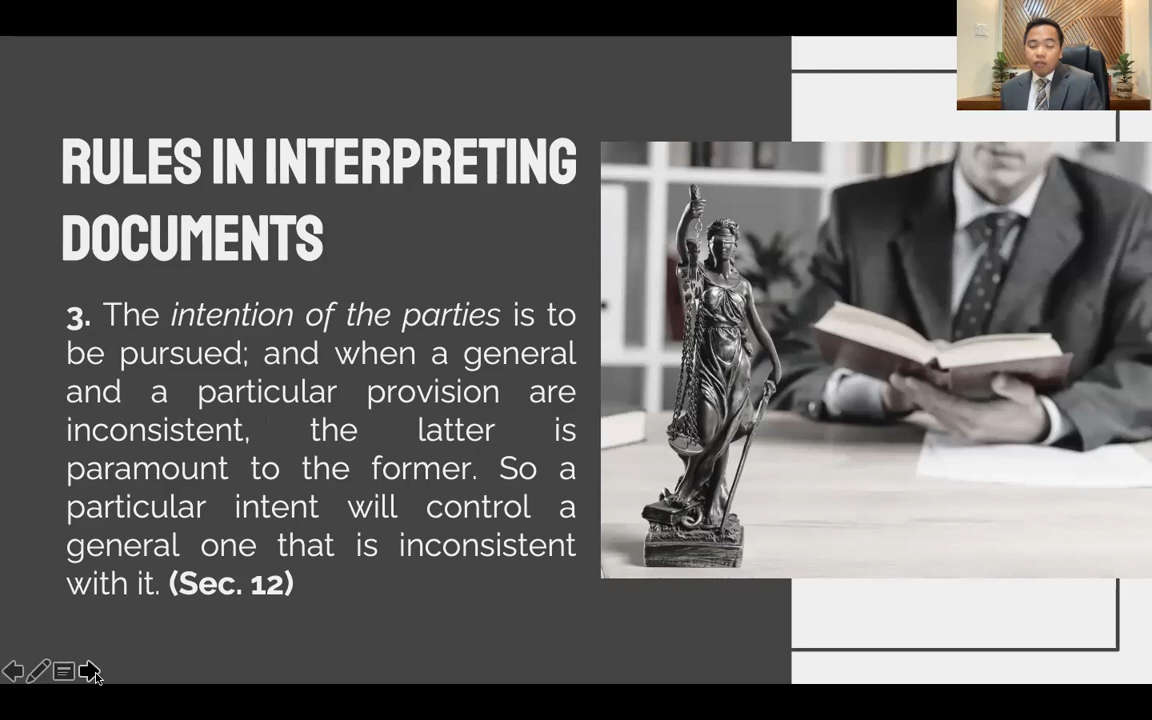 RULES IN INTERPRETING
DOCUMENTS
3. The intention of the parties is to
be pursued; and when a general
and a particular provision are
inconsistent, the latter is
paramount to the former. So a
particular intent will control a
general one that is inconsistent
with it. (Sec. 12)